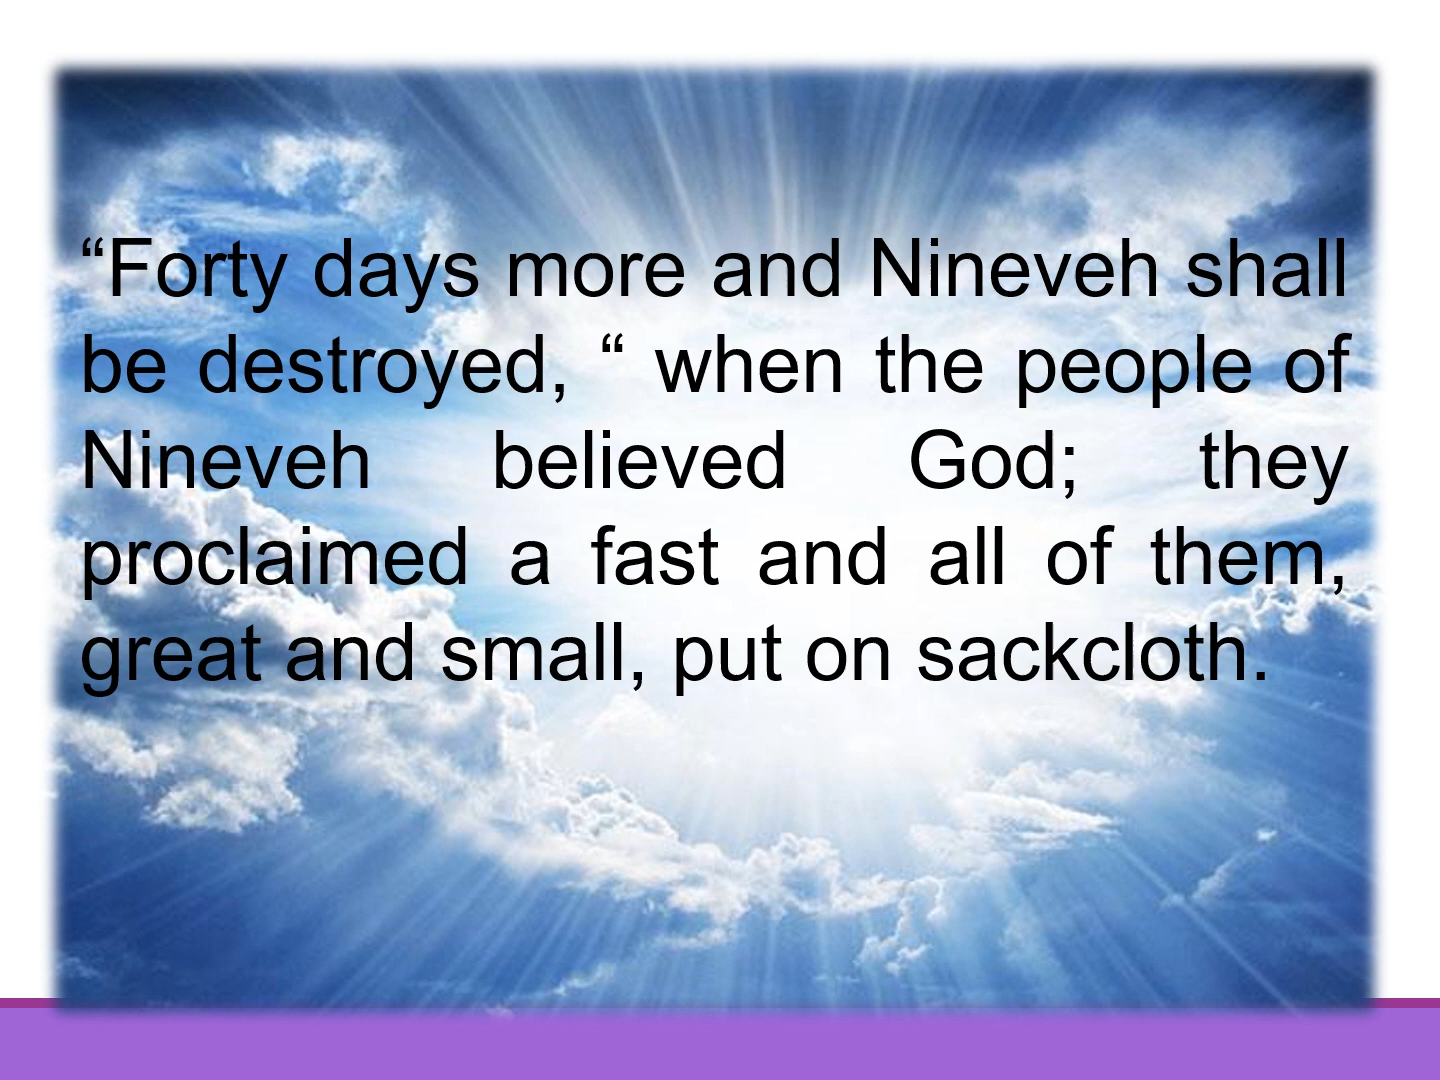 “Forty days more and Nineveh shall
be destroyed, “ when the people of
Nineveh believed God; they
proclaimed a fast and all of them,
great and small, put on sackcloth.